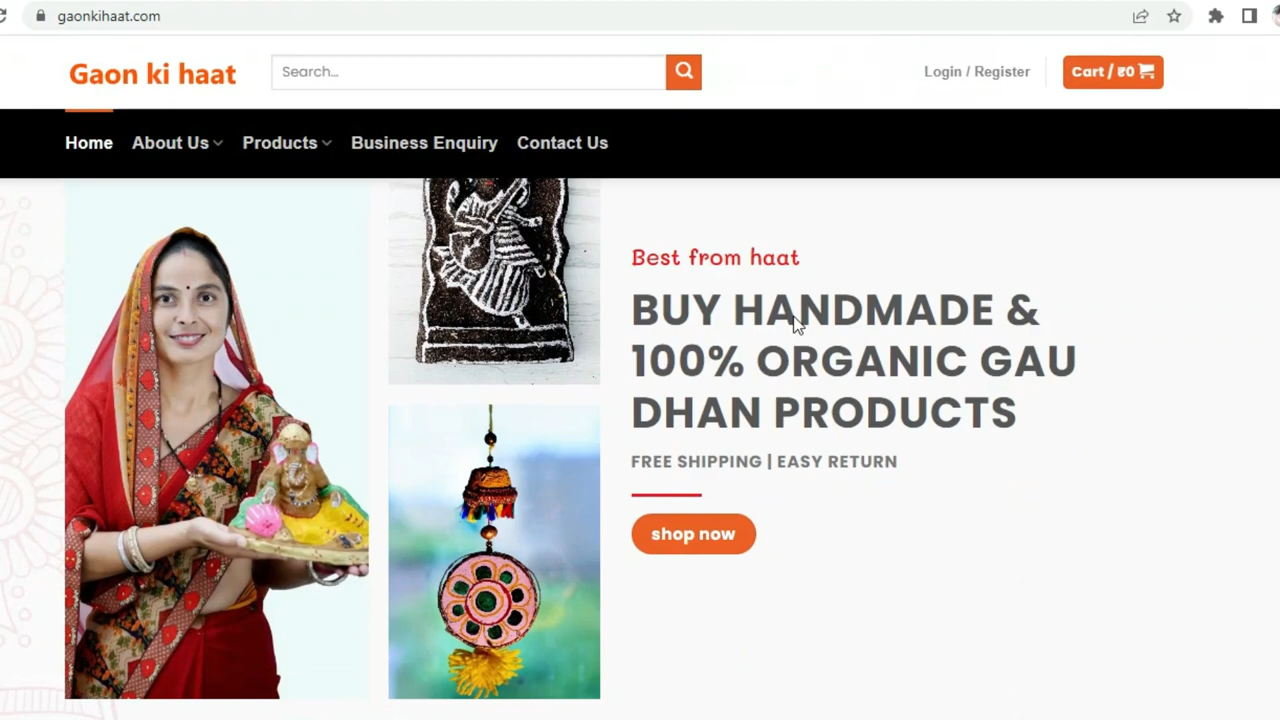 gaonkihaat.com
Gaon ki haat
Search...
Login / Register
Cart / ₹0
Home
About Us
Products
Business Enquiry
Contact Us
Best from haat
BUY HANDMADE &
100% ORGANIC GAU
DHAN PRODUCTS
FREE SHIPPING | EASY RETURN
shop now